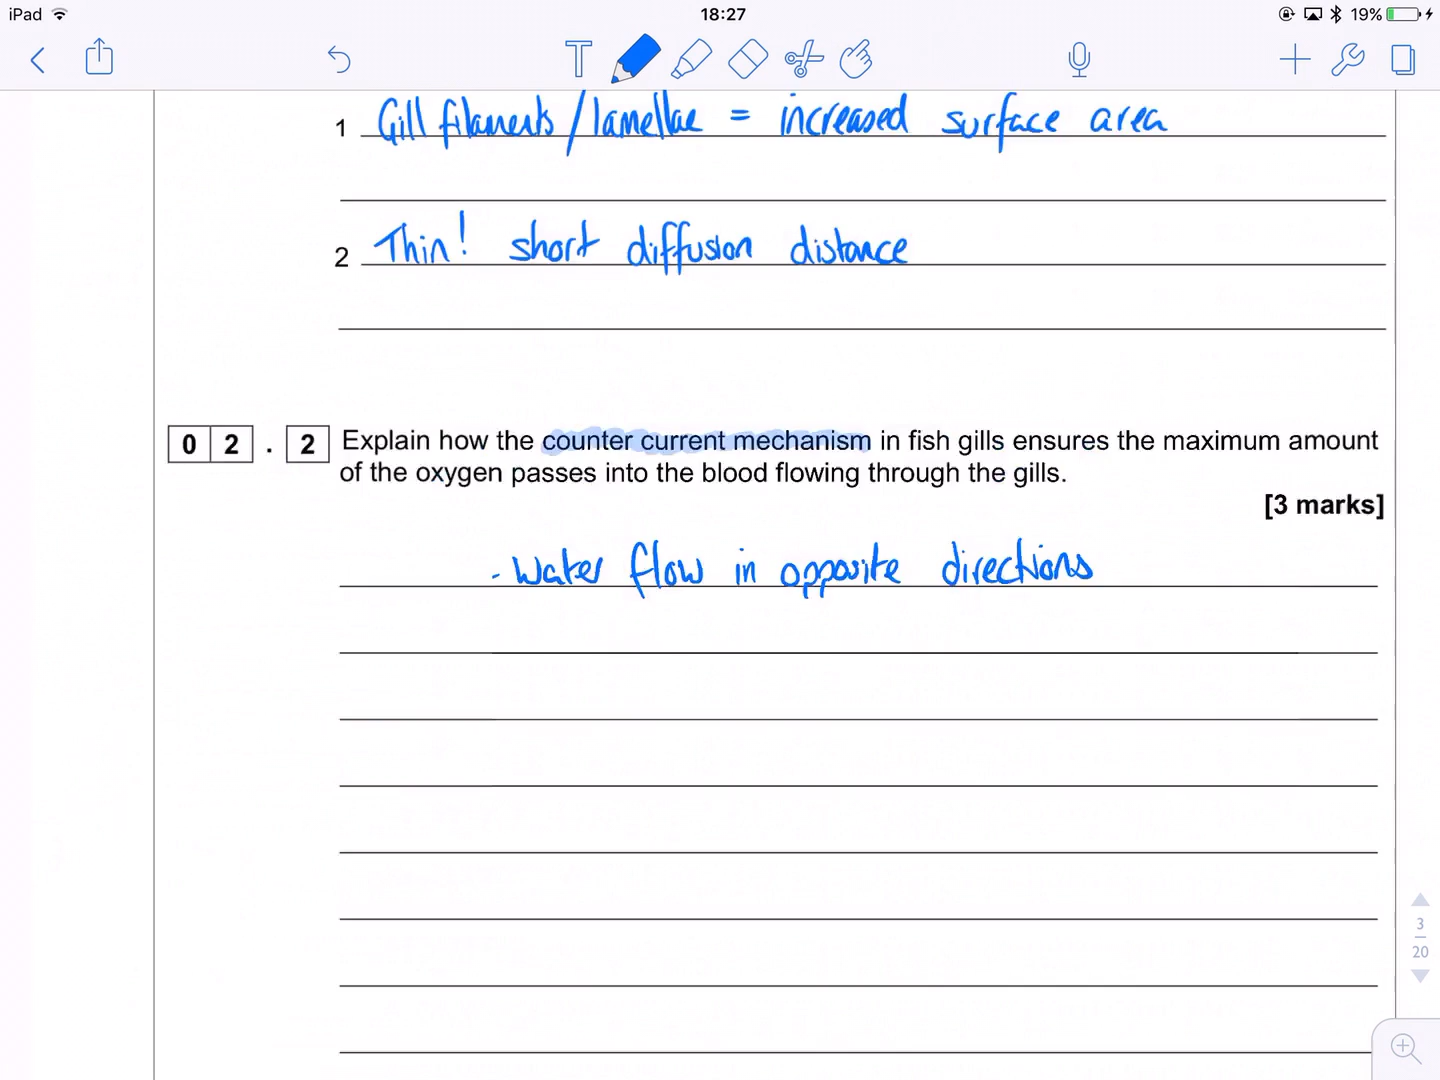 iPad 18:27 19%
T
1 Gill filaments/lamellae = increased surface area
2 Thin! short diffusion distance
0 2 . 2 Explain how the counter current mechanism in fish gills ensures the maximum amount
of the oxygen passes into the blood flowing through the gills.
[3 marks]
- Water flow in opposite directions
3
20